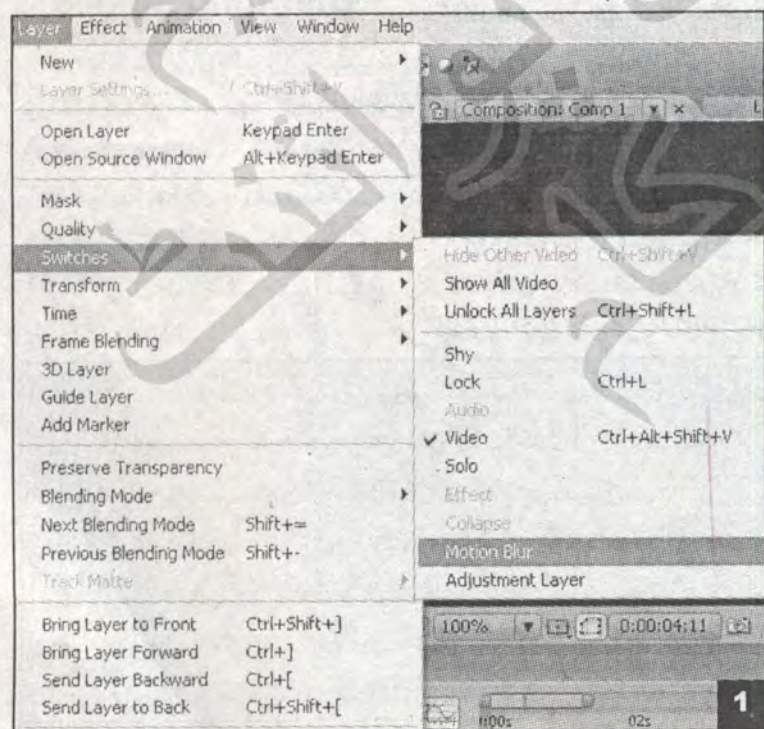 Layer Effect Animation View Window Help
New
Layer Settings... Ctrl+Shift+Y
Open Layer Keypad Enter
Open Source Window Alt+Keypad Enter
Mask
Quality
Switches
Transform
Time
Frame Blending
3D Layer
Guide Layer
Add Marker
Preserve Transparency
Blending Mode
Next Blending Mode Shift+=
Previous Blending Mode Shift+-
Track Matte
Bring Layer to Front Ctrl+Shift+]
Bring Layer Forward Ctrl+]
Send Layer Backward Ctrl+[
Send Layer to Back Ctrl+Shift+[
Composition: Comp 1
Hide Other Video Ctrl+Shift+V
Show All Video
Unlock All Layers Ctrl+Shift+L
Shy
Lock Ctrl+L
Audio
Video Ctrl+Alt+Shift+V
Solo
Effect
Collapse
Motion Blur
Adjustment Layer
100% 0:00:04:11
0:00s 02s
1